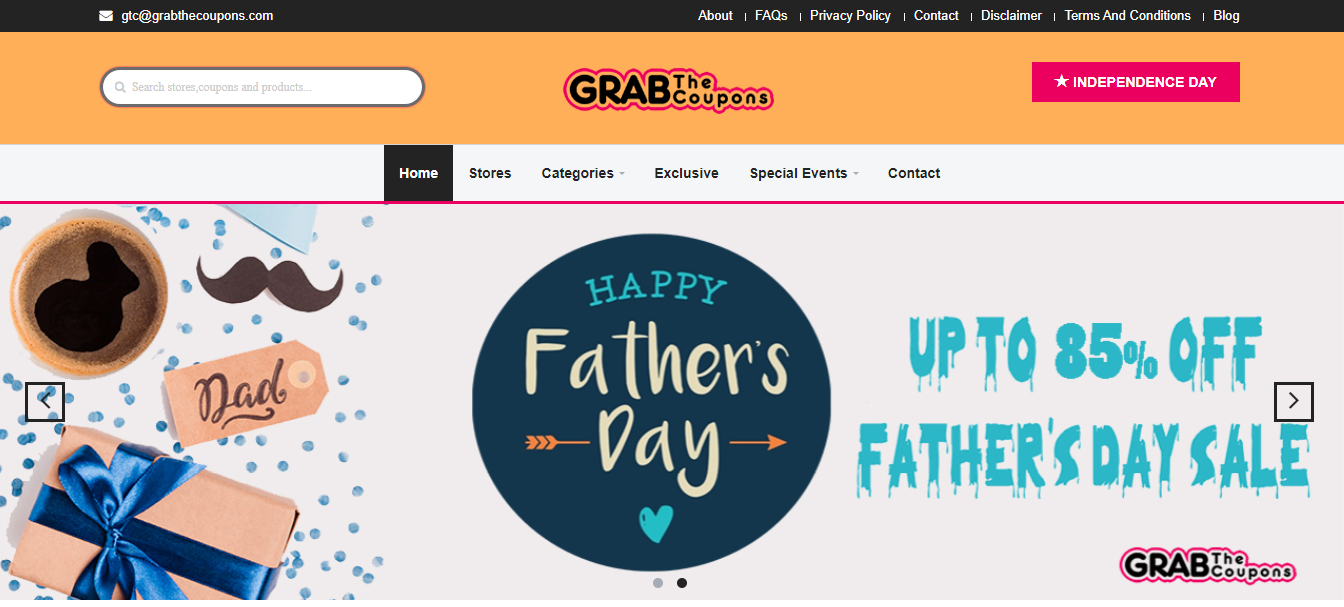 gtc@grabthecoupons.com
About
FAQs
Privacy Policy
Contact
Disclaimer
Terms And Conditions
Blog
Search stores,coupons and products...
GRAB The Coupons
★ INDEPENDENCE DAY
Home
Stores
Categories
Exclusive
Special Events
Contact
HAPPY
Father's
Day
Dad
UP TO 85% OFF
FATHER'S DAY SALE
GRAB The Coupons